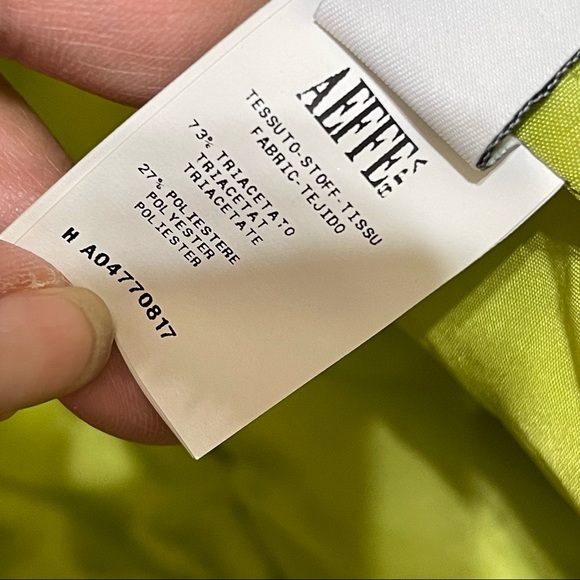 AEFFE
TESSUTO-STOFF-TISSU
FABRIC-TEJIDO
73% TRIACETATO
TRIACETAT
TRIACETATE
27% POLIESTERE
POLYESTER
POLIESTER
H A04770817